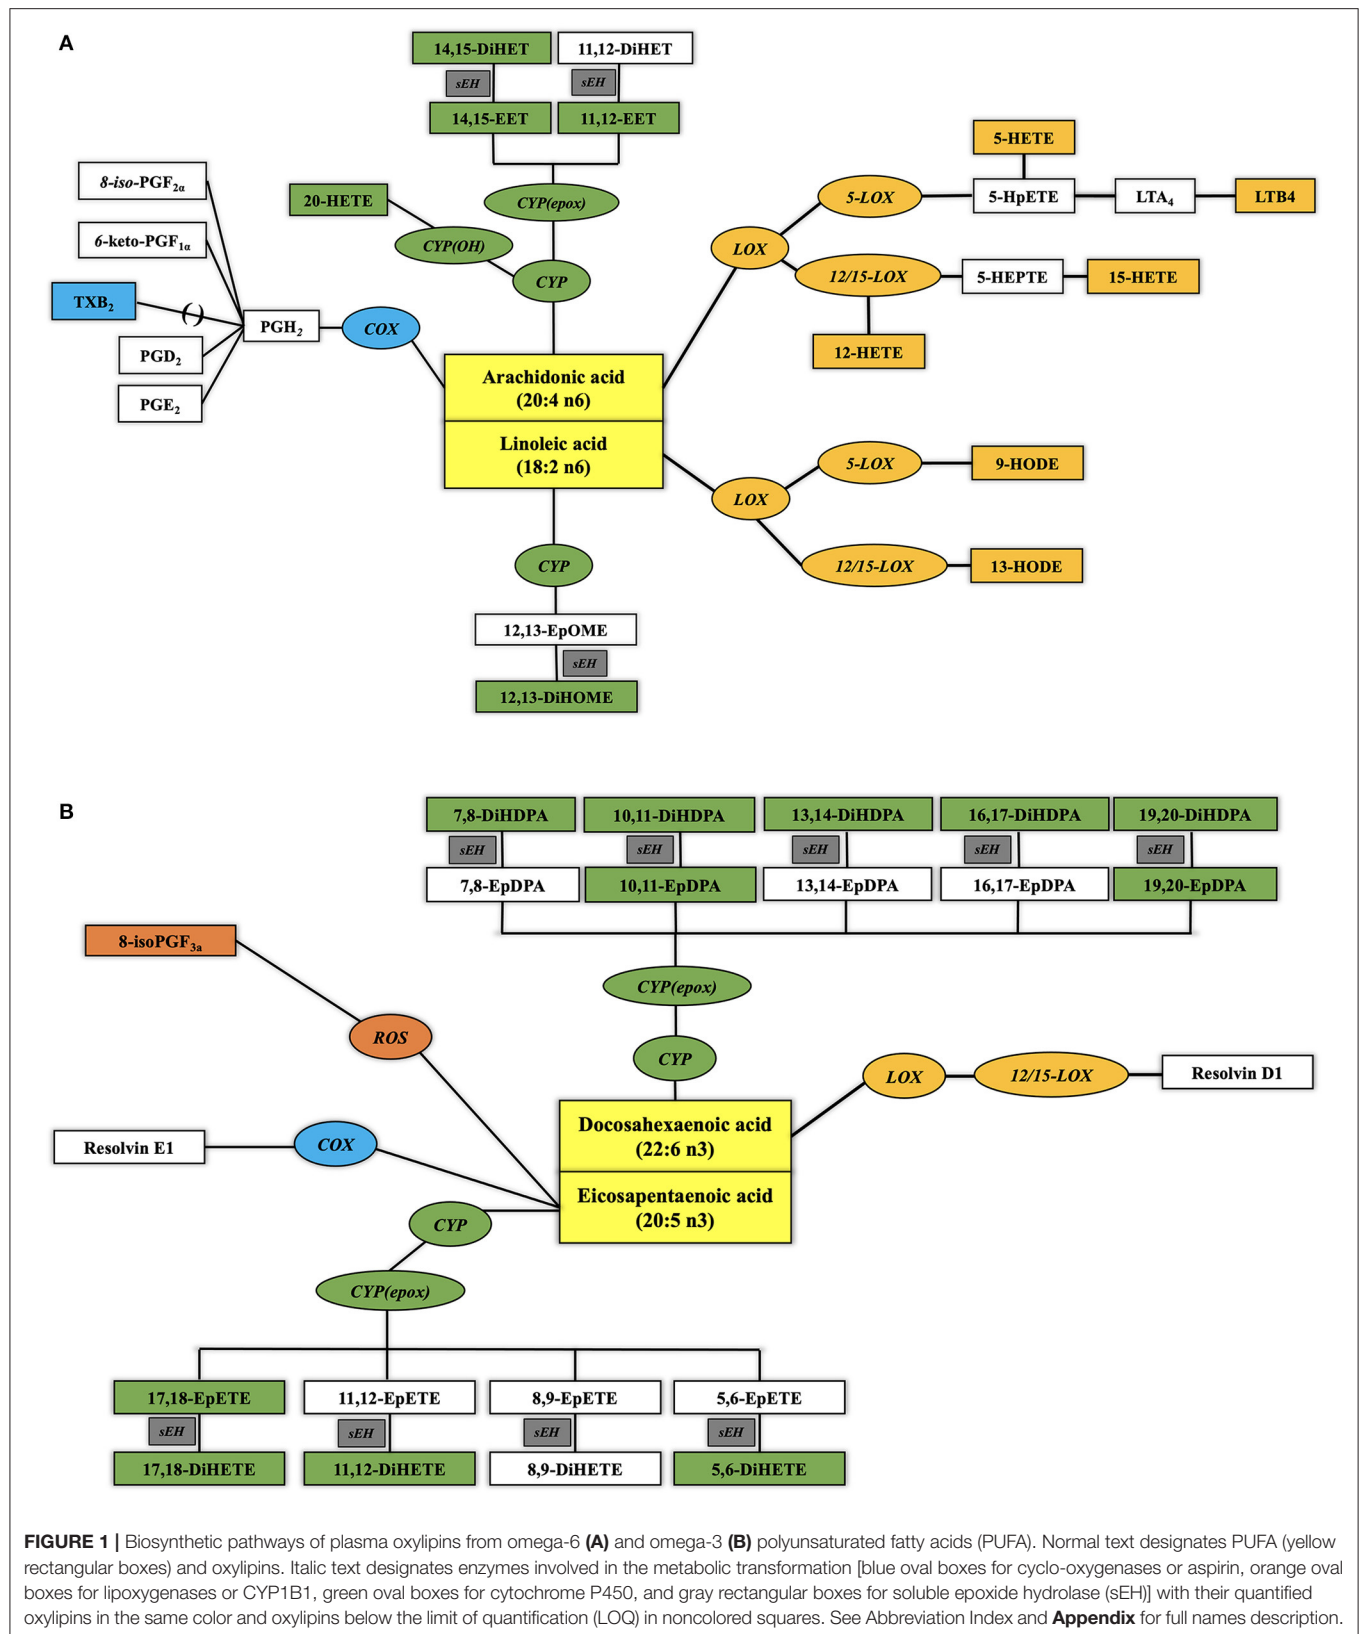 A
14,15-DiHET
11,12-DiHET
sEH
sEH
14,15-EET
11,12-EET
5-HETE
8-iso-PGF2α
20-HETE
CYP(epox)
5-LOX
5-HpETE
LTA4
LTB4
6-keto-PGF1α
CYP(OH)
LOX
CYP
12/15-LOX
5-HEPTE
15-HETE
TXB2
( )
PGH2
COX
PGD2
12-HETE
PGE2
Arachidonic acid
(20:4 n6)
Linoleic acid
(18:2 n6)
5-LOX
9-HODE
LOX
CYP
12/15-LOX
13-HODE
12,13-EpOME
sEH
12,13-DiHOME
B
7,8-DiHDPA
10,11-DiHDPA
13,14-DiHDPA
16,17-DiHDPA
19,20-DiHDPA
sEH
sEH
sEH
sEH
sEH
7,8-EpDPA
10,11-EpDPA
13,14-EpDPA
16,17-EpDPA
19,20-EpDPA
8-isoPGF3a
CYP(epox)
ROS
CYP
LOX
12/15-LOX
Resolvin D1
Docosahexaenoic acid
(22:6 n3)
Resolvin E1
COX
Eicosapentaenoic acid
(20:5 n3)
CYP
CYP(epox)
17,18-EpETE
11,12-EpETE
8,9-EpETE
5,6-EpETE
sEH
sEH
sEH
sEH
17,18-DiHETE
11,12-DiHETE
8,9-DiHETE
5,6-DiHETE
FIGURE 1 | Biosynthetic pathways of plasma oxylipins from omega-6 (A) and omega-3 (B) polyunsaturated fatty acids (PUFA). Normal text designates PUFA (yellow
rectangular boxes) and oxylipins. Italic text designates enzymes involved in the metabolic transformation [blue oval boxes for cyclo-oxygenases or aspirin, orange oval
boxes for lipoxygenases or CYP1B1, green oval boxes for cytochrome P450, and gray rectangular boxes for soluble epoxide hydrolase (sEH)] with their quantified
oxylipins in the same color and oxylipins below the limit of quantification (LOQ) in noncolored squares. See Abbreviation Index and Appendix for full names description.